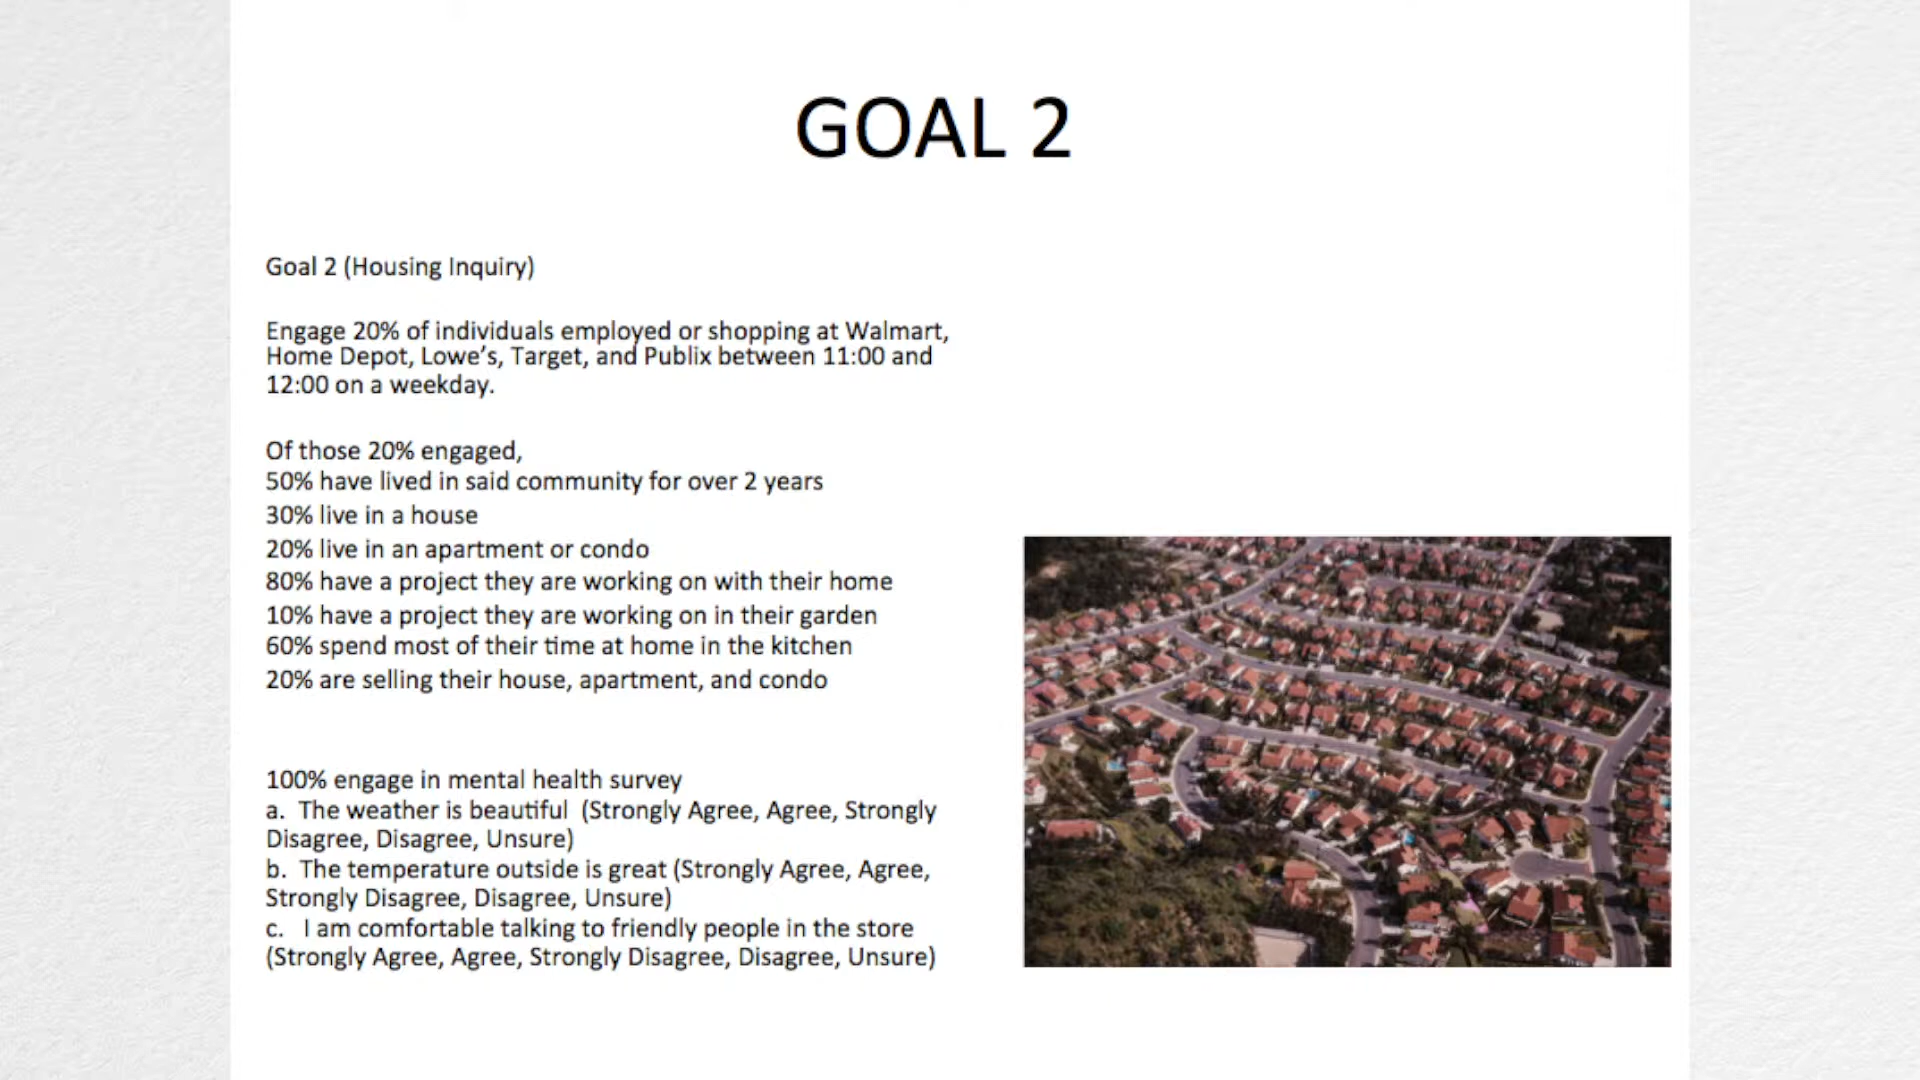 GOAL 2
Goal 2 (Housing Inquiry)
Engage 20% of individuals employed or shopping at Walmart,
Home Depot, Lowe’s, Target, and Publix between 11:00 and
12:00 on a weekday.
Of those 20% engaged,
50% have lived in said community for over 2 years
30% live in a house
20% live in an apartment or condo
80% have a project they are working on with their home
10% have a project they are working on in their garden
60% spend most of their time at home in the kitchen
20% are selling their house, apartment, and condo
100% engage in mental health survey
a.  The weather is beautiful  (Strongly Agree, Agree, Strongly
Disagree, Disagree, Unsure)
b.  The temperature outside is great (Strongly Agree, Agree,
Strongly Disagree, Disagree, Unsure)
c.   I am comfortable talking to friendly people in the store
(Strongly Agree, Agree, Strongly Disagree, Disagree, Unsure)